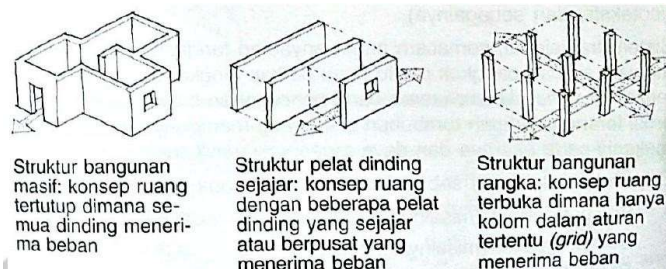 Struktur bangunan
masif: konsep ruang
tertutup dimana se-
mua dinding meneri-
ma beban
Struktur pelat dinding
sejajar: konsep ruang
dengan beberapa pelat
dinding yang sejajar
atau berpusat yang
menerima beban
Struktur bangunan
rangka: konsep ruang
terbuka dimana hanya
kolom dalam aturan
tertentu (grid) yang
menerima beban